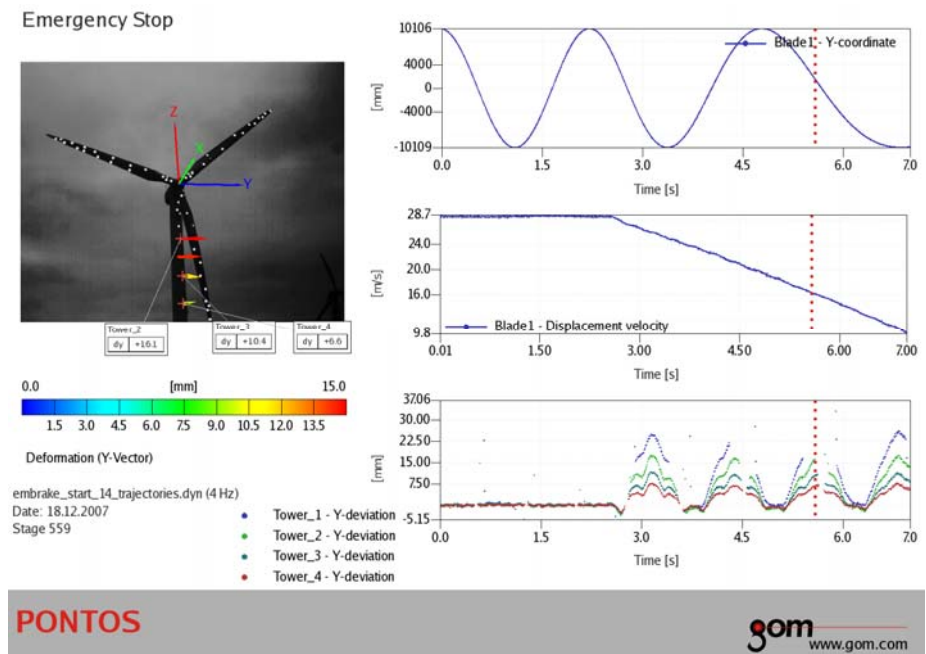 Emergency Stop
Z
X
Y
Tower_2
dy +16.1
Tower_3
dy +10.4
Tower_4
dy +6.6
0.0 [mm] 15.0
1.5 3.0 4.5 6.0 7.5 9.0 10.5 12.0 13.5
Deformation (Y-Vector)
embrake_start_14_trajectories.dyn (4 Hz)
Date: 18.12.2007
Stage 559
Tower_1 - Y-deviation
Tower_2 - Y-deviation
Tower_3 - Y-deviation
Tower_4 - Y-deviation
10106
4000
0
-4000
-10109
[mm]
Blade1 - Y-coordinate
0.0 1.5 3.0 4.5 6.0 7.0
Time [s]
28.7
24.0
20.0
16.0
9.8
[m/s]
Blade1 - Displacement velocity
0.01 1.50 3.00 4.50 6.00 7.00
Time [s]
37.06
30.00
22.50
15.00
7.50
-5.15
[mm]
0.0 1.5 3.0 4.5 6.0 7.0
Time [s]
PONTOS
gom
www.gom.com